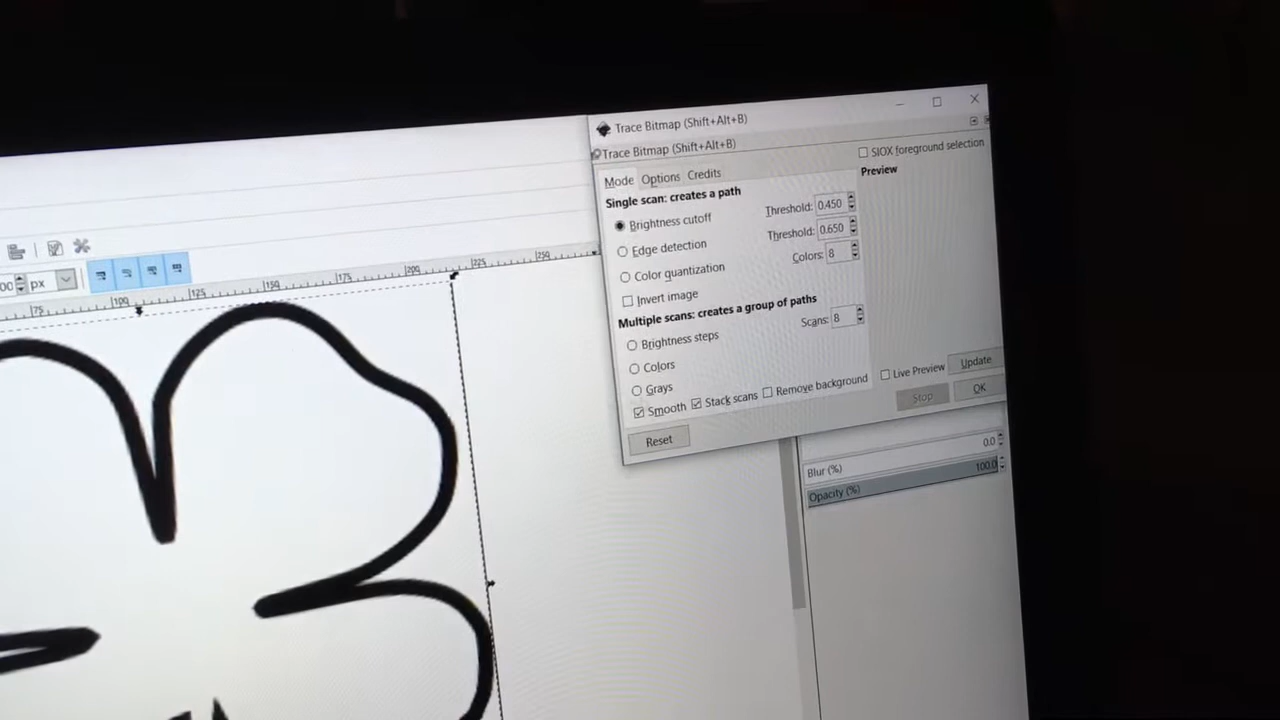 Trace Bitmap (Shift+Alt+B)
Trace Bitmap (Shift+Alt+B)
SIOX foreground selection
Mode Options Credits
Preview
Single scan: creates a path
Brightness cutoff Threshold: 0.450
Edge detection Threshold: 0.650
Color quantization Colors: 8
Invert image
Multiple scans: creates a group of paths
Brightness steps Scans: 8
Colors
Grays
Smooth Stack scans Remove background
Live Preview Update
Stop OK
Reset
00 px
75 100 125 150 175 200 225 250
Blur (%) 0.0
Opacity (%) 100.0